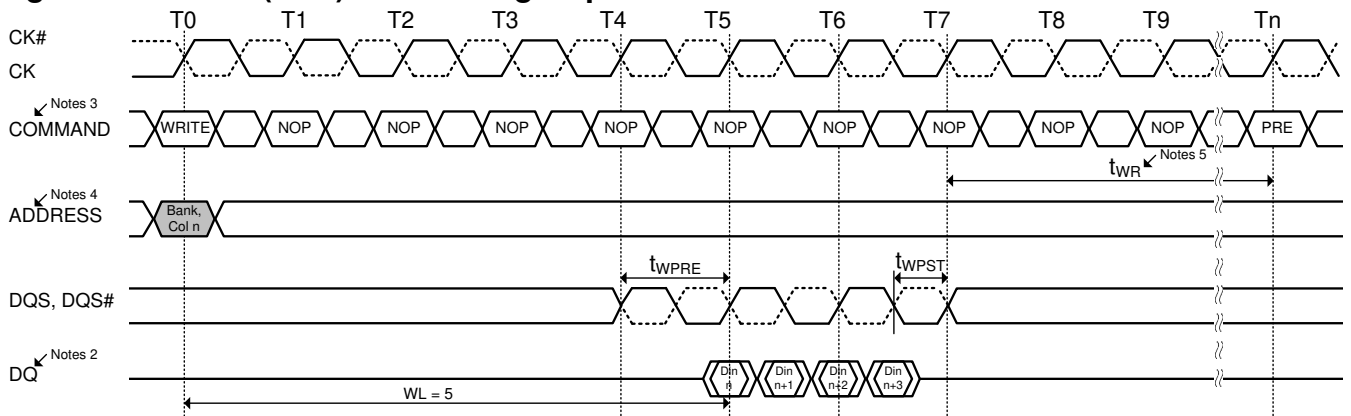 T0 T1 T2 T3 T4 T5 T6 T7 T8 T9 Tn
CK#
CK
Notes 3
COMMAND WRITE NOP NOP NOP NOP NOP NOP NOP NOP NOP PRE
tWR Notes 5
Notes 4
ADDRESS Bank,
Col n
tWPRE tWPST
DQS, DQS#
Notes 2
DQ Din n Din n+1 Din n+2 Din n+3
WL = 5